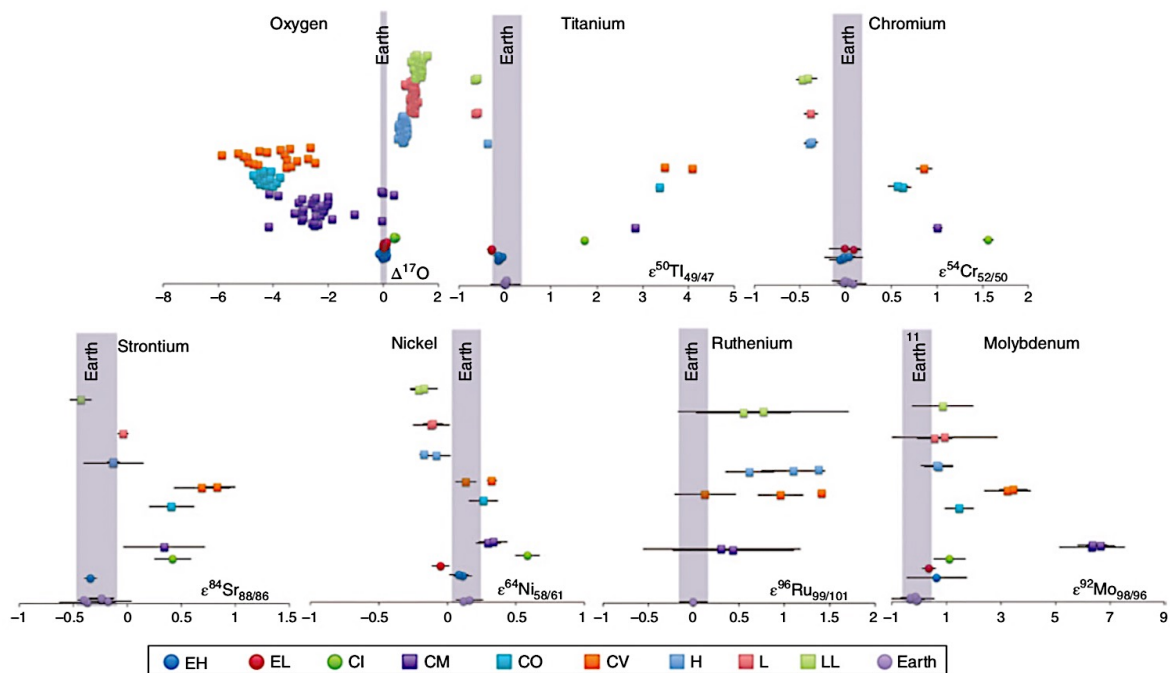 Oxygen
Earth
Δ17O
−8 −6 −4 −2 0 2
Titanium
Earth
ε50TI49/47
−1 0 1 2 3 4 5
Chromium
Earth
ε54Cr52/50
−1 −0.5 0 0.5 1 1.5 2
Strontium
Earth
ε84Sr88/86
−1 −0.5 0 0.5 1 1.5
Nickel
Earth
ε64Ni58/61
−0.5 0 0.5 1
Ruthenium
Earth
ε96Ru99/101
−1 −0.5 0 0.5 1 1.5 2
Molybdenum
Earth
11
ε92Mo98/96
−1 1 3 5 7 9
EH EL CI CM CO CV H L LL Earth